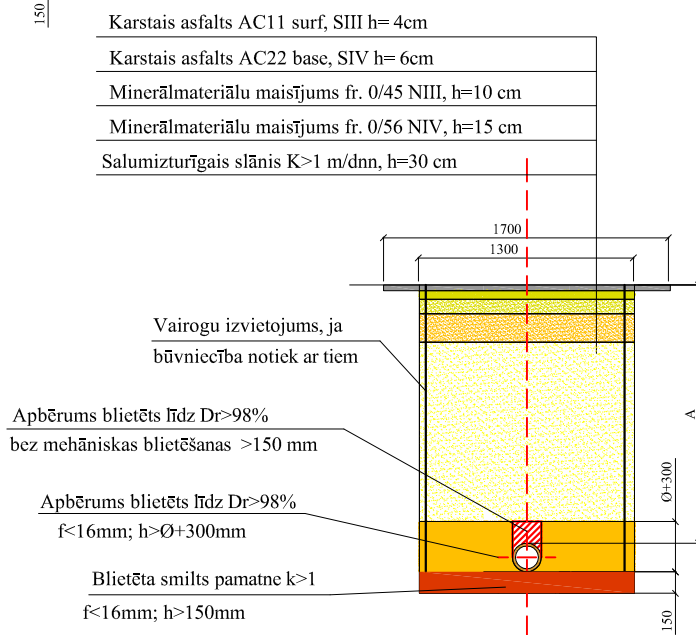 150
Karstais asfalts AC11 surf, SIII h= 4cm
Karstais asfalts AC22 base, SIV h= 6cm
Minerālmateriālu maisījums fr. 0/45 NIII, h=10 cm
Minerālmateriālu maisījums fr. 0/56 NIV, h=15 cm
Salumizturīgais slānis K>1 m/dnn, h=30 cm
1700
1300
Vairogu izvietojums, ja
būvniecība notiek ar tiem
A
Apbērums blietēts līdz Dr>98%
bez mehāniskas blietēšanas >150 mm
Ø+300
Apbērums blietēts līdz Dr>98%
f<16mm; h>Ø+300mm
Blietēta smilts pamatne k>1
f<16mm; h>150mm
150